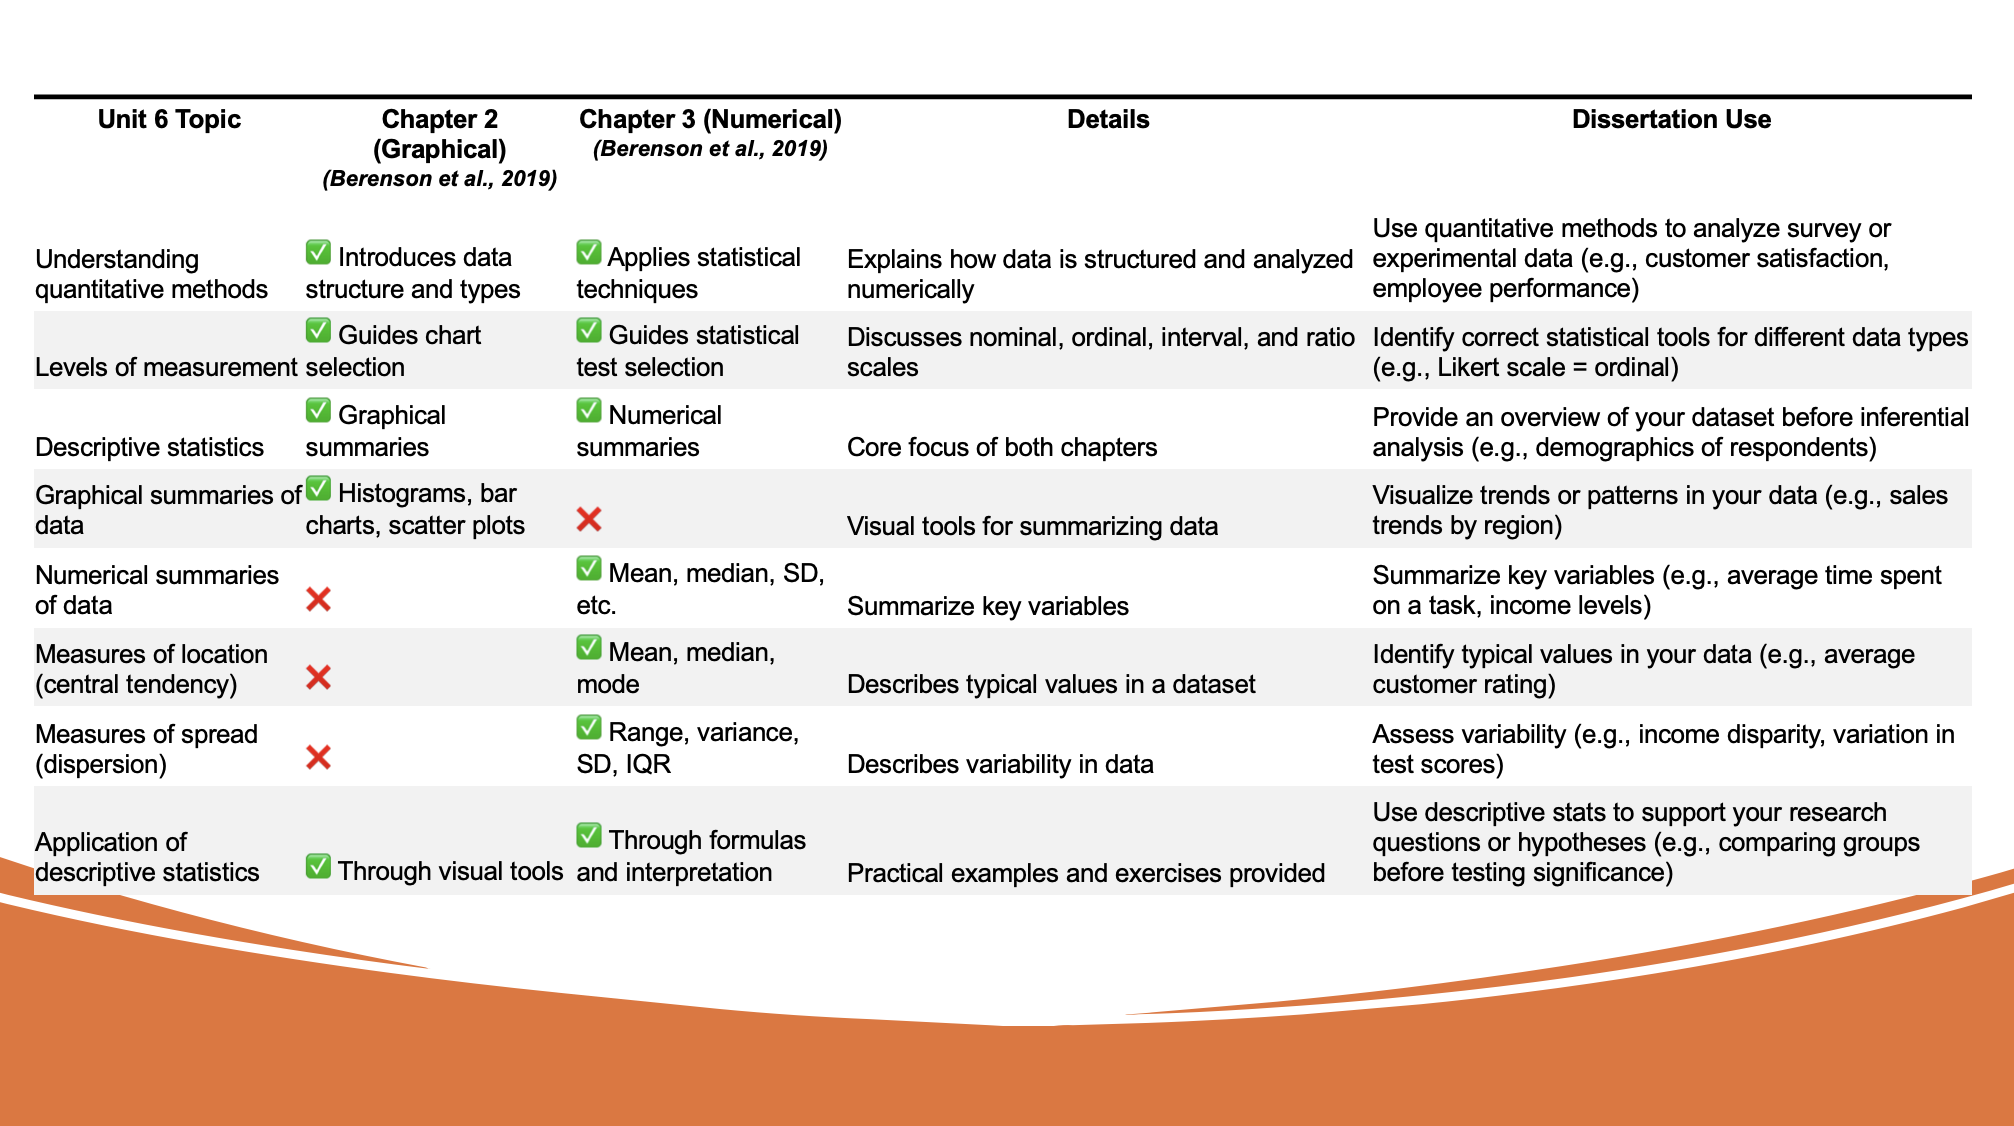 Unit 6 Topic
Chapter 2
(Graphical)
(Berenson et al., 2019)
Chapter 3 (Numerical)
(Berenson et al., 2019)
Details
Dissertation Use
Understanding
quantitative methods
✅ Introduces data
structure and types
✅ Applies statistical
techniques
Explains how data is structured and analyzed
numerically
Use quantitative methods to analyze survey or
experimental data (e.g., customer satisfaction,
employee performance)
Levels of measurement
✅ Guides chart
selection
✅ Guides statistical
test selection
Discusses nominal, ordinal, interval, and ratio
scales
Identify correct statistical tools for different data types
(e.g., Likert scale = ordinal)
Descriptive statistics
✅ Graphical
summaries
✅ Numerical
summaries
Core focus of both chapters
Provide an overview of your dataset before inferential
analysis (e.g., demographics of respondents)
Graphical summaries of
data
✅ Histograms, bar
charts, scatter plots
❌
Visual tools for summarizing data
Visualize trends or patterns in your data (e.g., sales
trends by region)
Numerical summaries
of data
❌
✅ Mean, median, SD,
etc.
Summarize key variables
Summarize key variables (e.g., average time spent
on a task, income levels)
Measures of location
(central tendency)
❌
✅ Mean, median,
mode
Describes typical values in a dataset
Identify typical values in your data (e.g., average
customer rating)
Measures of spread
(dispersion)
❌
✅ Range, variance,
SD, IQR
Describes variability in data
Assess variability (e.g., income disparity, variation in
test scores)
Application of
descriptive statistics
✅ Through visual tools
✅ Through formulas
and interpretation
Practical examples and exercises provided
Use descriptive stats to support your research
questions or hypotheses (e.g., comparing groups
before testing significance)